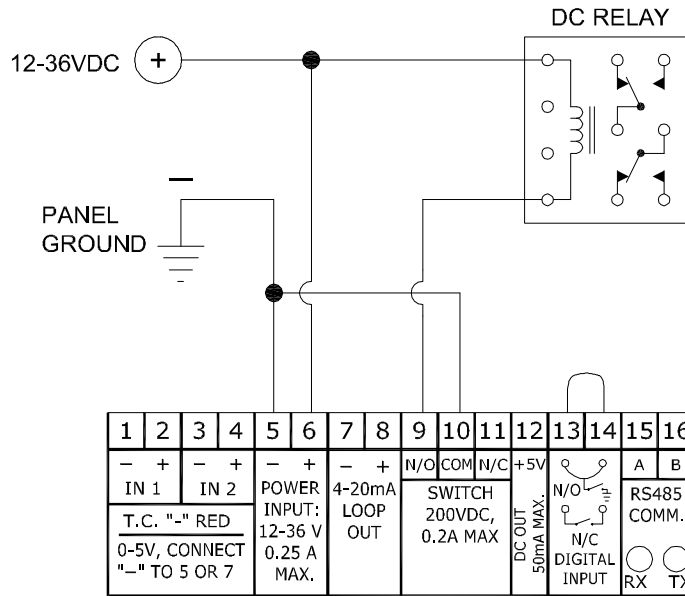 DC RELAY
12-36VDC
+
−
PANEL
GROUND
1 2 3 4 5 6 7 8 9 10 11 12 13 14 15 16
− + − + − + − + N/O COM N/C +5V A B
IN 1 IN 2
T.C. "-" RED
0-5V, CONNECT
"−" TO 5 OR 7
POWER
INPUT:
12-36 V
0.25 A
MAX.
4-20mA
LOOP
OUT
SWITCH
200VDC,
0.2A MAX
DC OUT
50mA MAX.
N/O
N/C
DIGITAL
INPUT
RS485
COMM.
RX TX